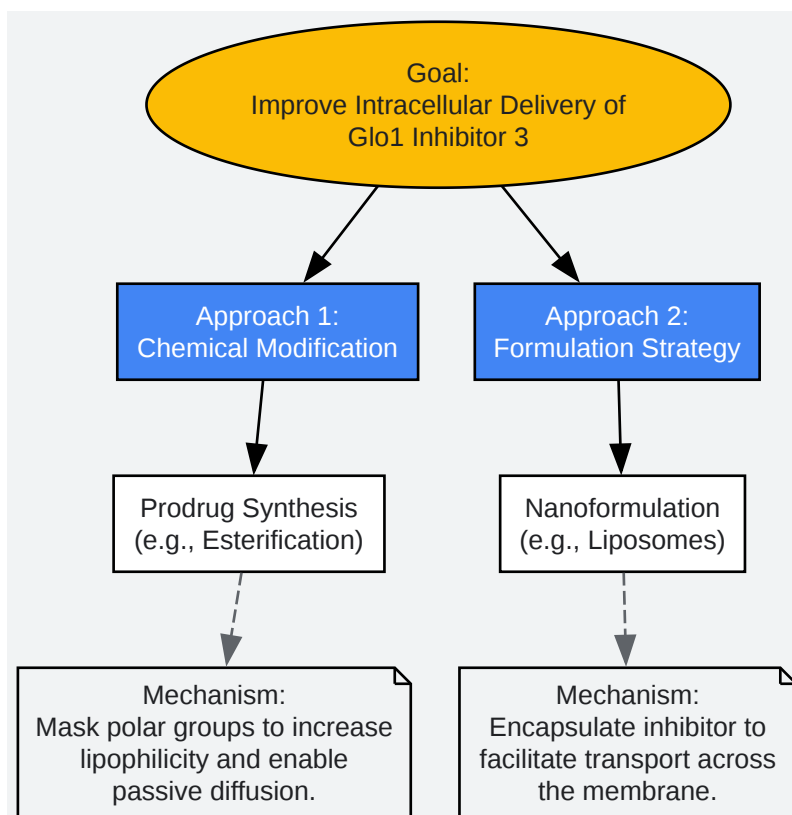 Goal:
Improve Intracellular Delivery of
Glo1 Inhibitor 3
Approach 1:
Chemical Modification
Approach 2:
Formulation Strategy
Prodrug Synthesis
(e.g., Esterification)
Nanoformulation
(e.g., Liposomes)
Mechanism:
Mask polar groups to increase
lipophilicity and enable
passive diffusion.
Mechanism:
Encapsulate inhibitor to
facilitate transport across
the membrane.